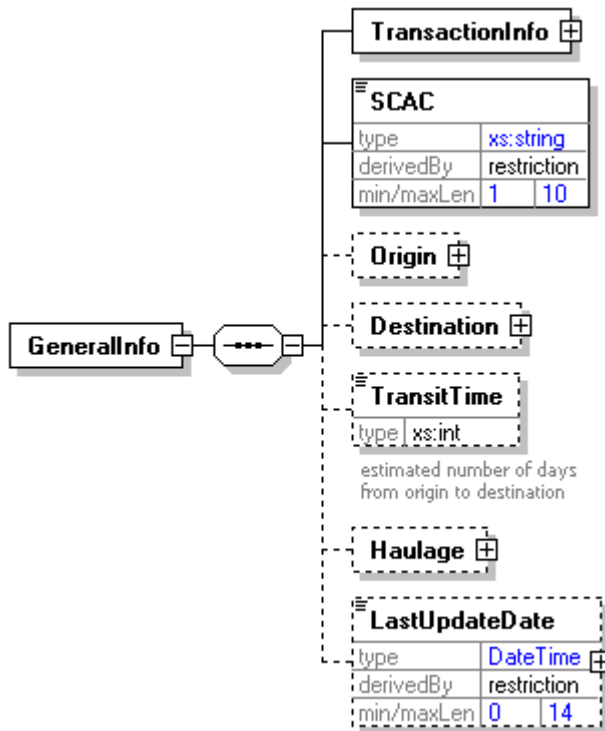 TransactionInfo
SCAC
type xs:string
derivedBy restriction
min/maxLen 1 10
Origin
Destination
GeneralInfo
TransitTime
type xs:int
estimated number of days
from origin to destination
Haulage
LastUpdateDate
type DateTime
derivedBy restriction
min/maxLen 0 14